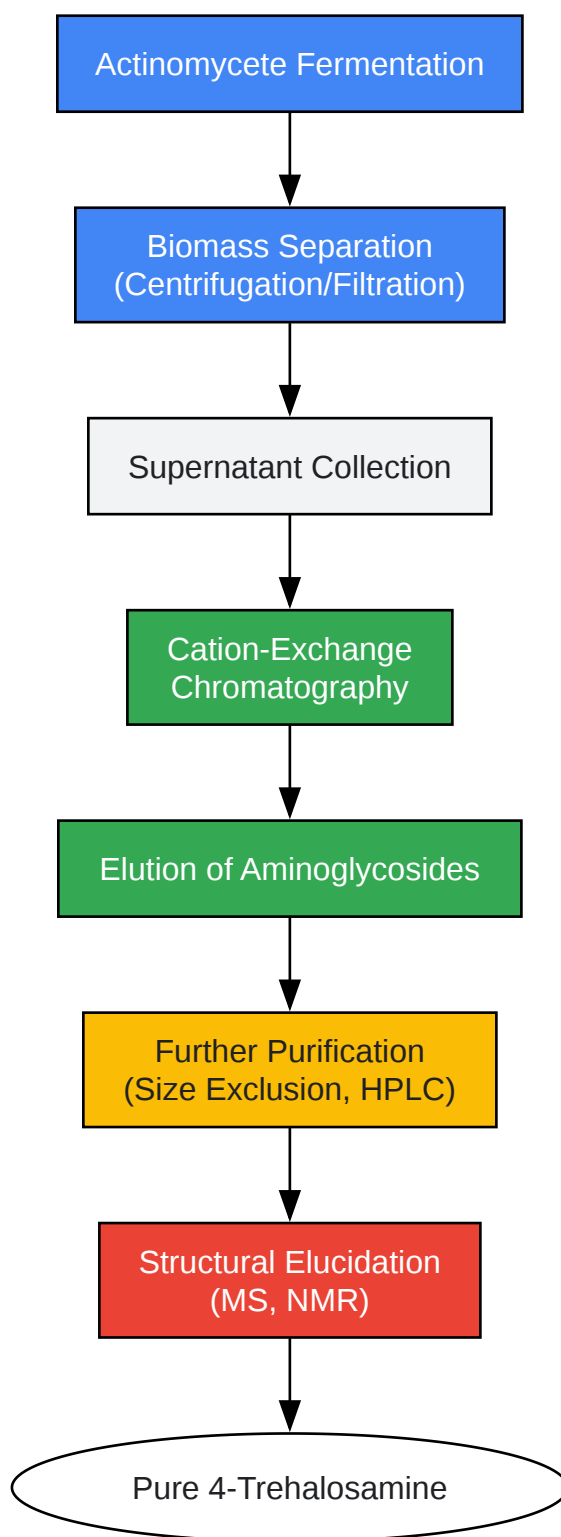 Actinomycete Fermentation
Biomass Separation
(Centrifugation/Filtration)
Supernatant Collection
Cation-Exchange
Chromatography
Elution of Aminoglycosides
Further Purification
(Size Exclusion, HPLC)
Structural Elucidation
(MS, NMR)
Pure 4-Trehalosamine